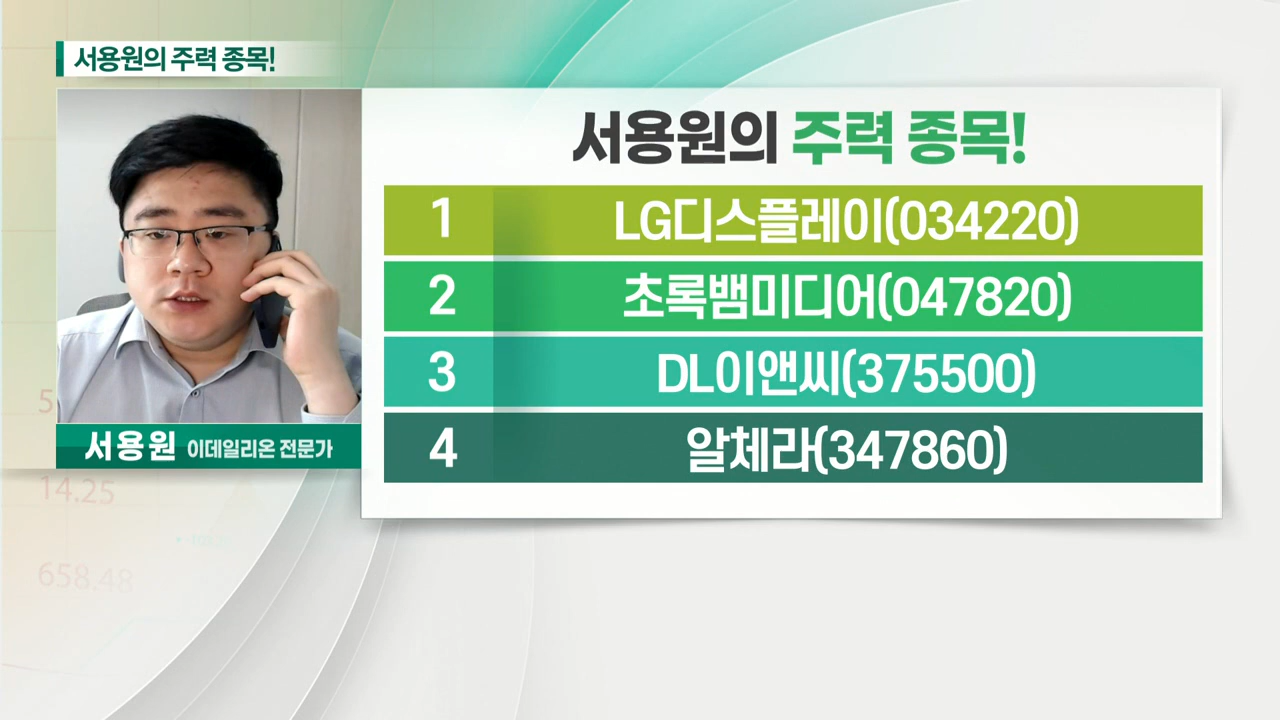 서용원의 주력 종목!
서용원의 주력 종목!
1 LG디스플레이(034220)
2 초록뱀미디어(047820)
3 DL이앤씨(375500)
4 알체라(347860)
서용원 이데일리온 전문가
14.25
658.48